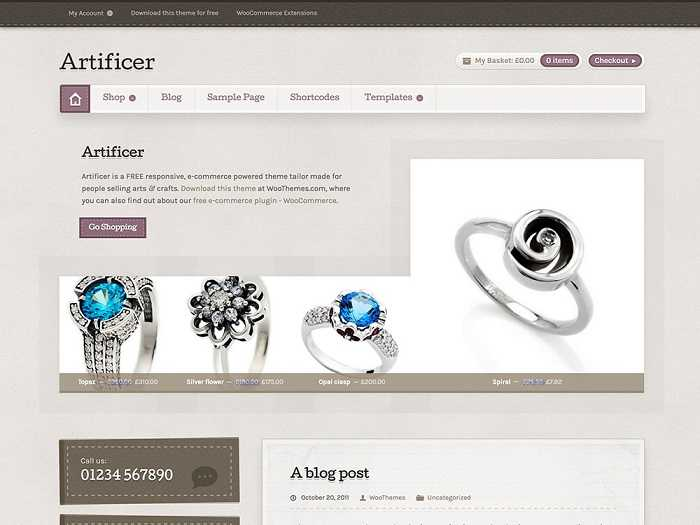 My Account Download this theme for free WooCommerce Extensions
Artificer
My Basket: £0.00 0 items Checkout ▸
Shop Blog Sample Page Shortcodes Templates
Artificer
Artificer is a FREE responsive, e-commerce powered theme tailor made for
people selling arts & crafts. Download this theme at WooThemes.com, where
you can also find out about our free e-commerce plugin - WooCommerce.
Go Shopping
Topaz — £310.00 Silver flower — £175.00 Opal clasp — £200.00 Spiral — £7.92
Call us:
01234 567890
A blog post
October 20, 2011 WooThemes Uncategorized